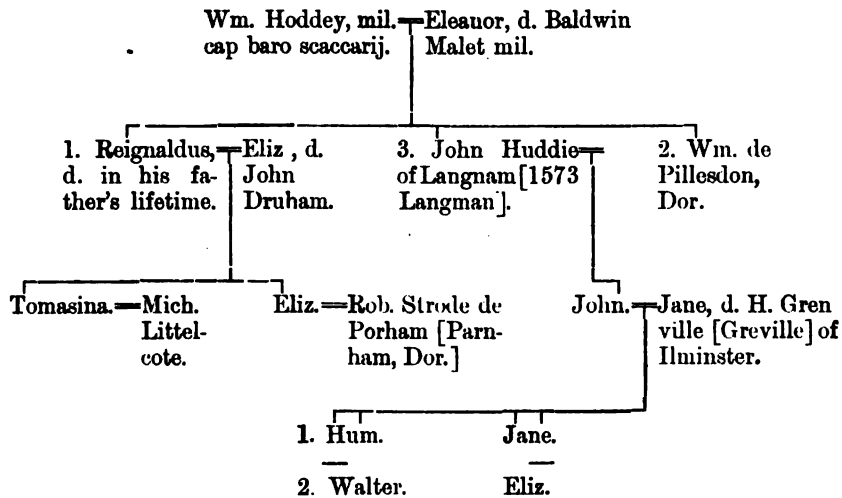 Wm. Hoddey, mil. Eleanor, d. Baldwin
cap baro scaccarij. Malet mil.
1. Reignaldus, Eliz , d. 3. John Huddie 2. Wm. de
d. in his fa- John of Langnam [1573 Pillesdon,
ther's lifetime. Druham. Langman]. Dor.
Tomasina. Mich. Eliz. Rob. Strode de John. Jane, d. H. Gren
Littel- Porham [Parn- ville [Greville] of
cote. ham, Dor.] Ilminster.
1. Hum. Jane.
2. Walter. Eliz.